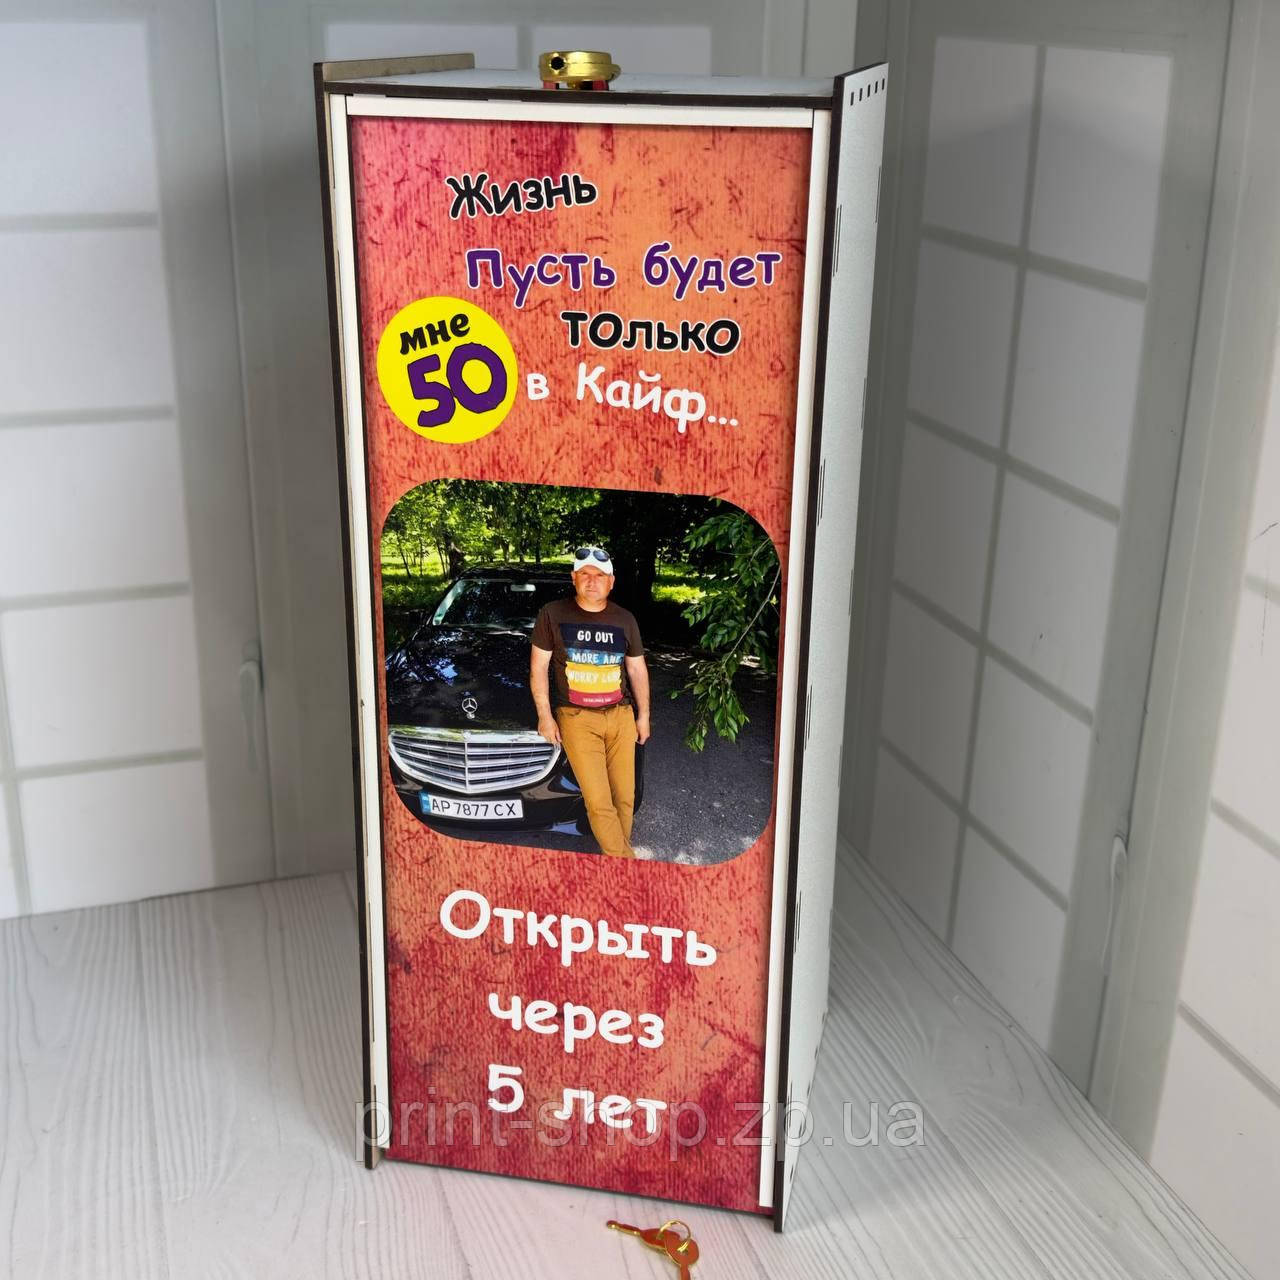 Жизнь
Пусть будет
только
мне
50
в Кайф...
GO OUT
MORE AND
WORRY LESS
AP 7877 CX
Открыть
через
5 лет
print-shop.zp.ua